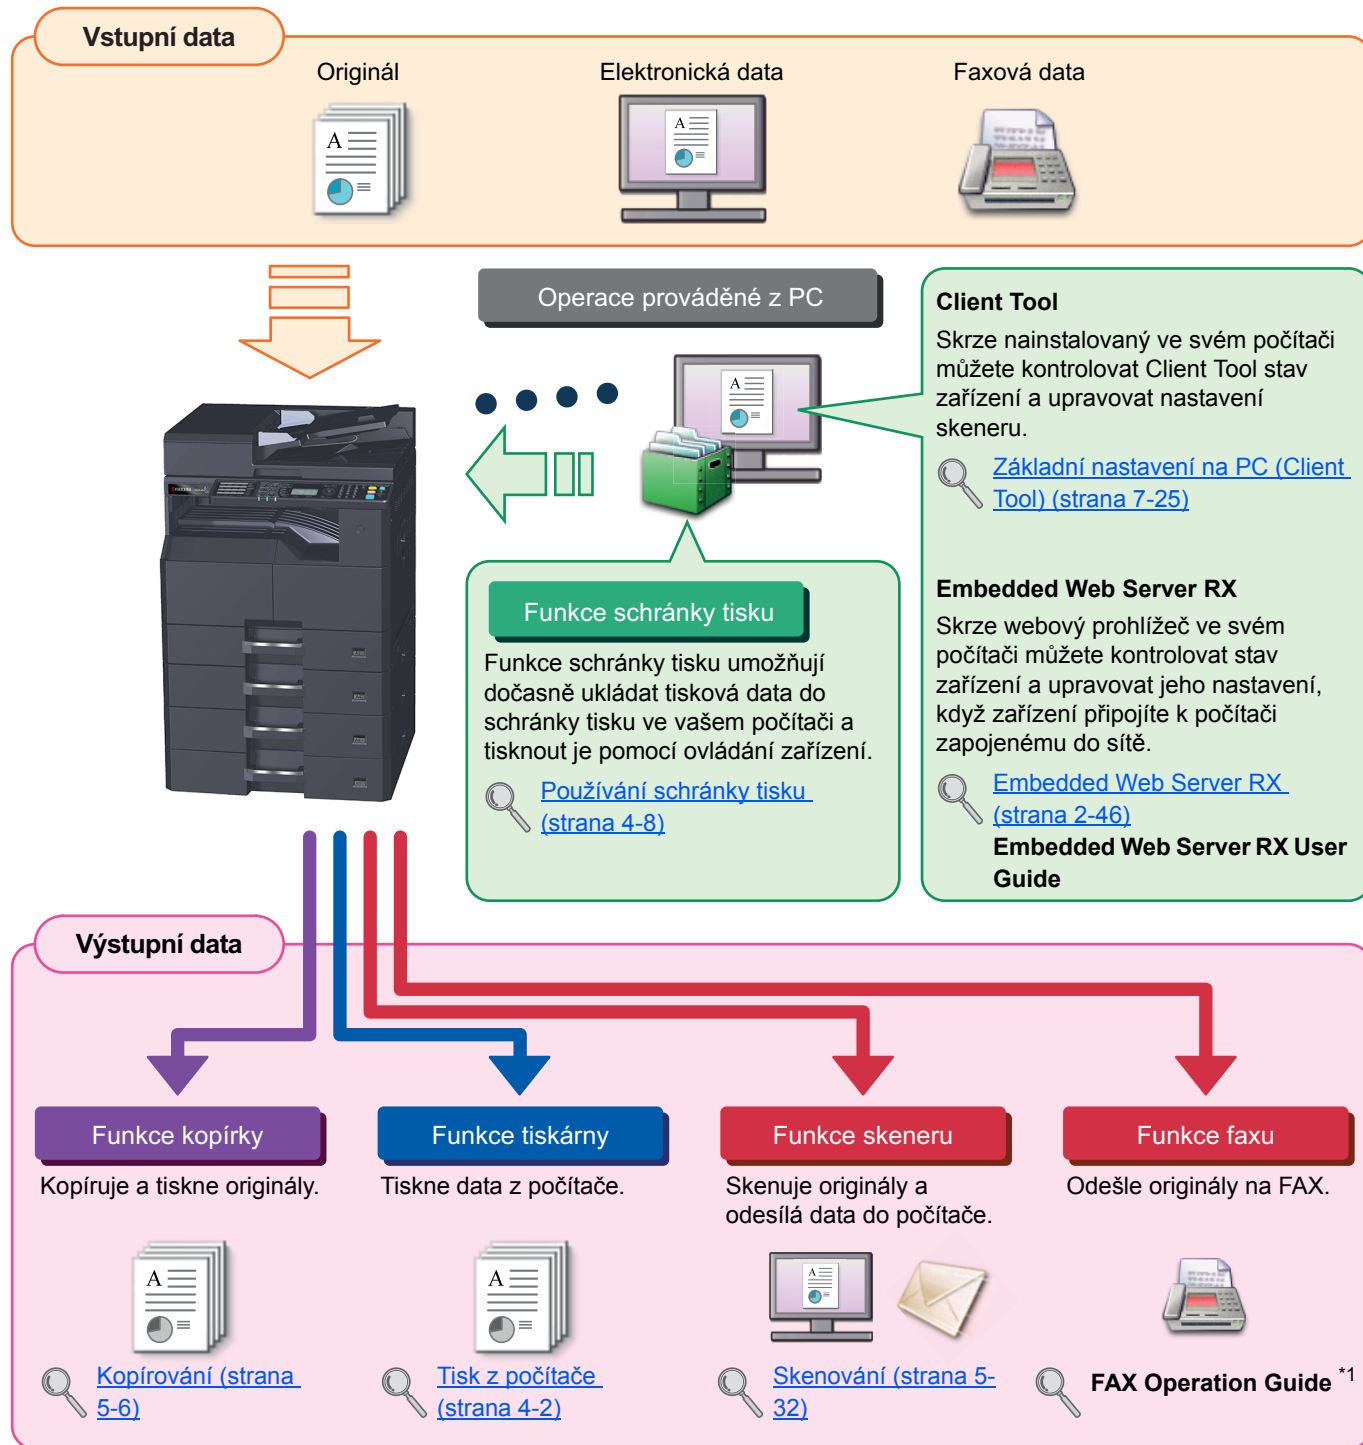 Vstupní data
Originál
Elektronická data
Faxová data
Operace prováděné z PC
Client Tool
Skrze nainstalovaný ve svém počítači
můžete kontrolovat Client Tool stav
zařízení a upravovat nastavení
skeneru.
Základní nastavení na PC (Client
Tool) (strana 7-25)
Embedded Web Server RX
Skrze webový prohlížeč ve svém
počítači můžete kontrolovat stav
zařízení a upravovat jeho nastavení,
když zařízení připojíte k počítači
zapojenému do sítě.
Embedded Web Server RX
(strana 2-46)
Embedded Web Server RX User
Guide
Funkce schránky tisku
Funkce schránky tisku umožňují
dočasně ukládat tisková data do
schránky tisku ve vašem počítači a
tisknout je pomocí ovládání zařízení.
Používání schránky tisku
(strana 4-8)
Výstupní data
Funkce kopírky
Kopíruje a tiskne originály.
Kopírování (strana
5-6)
Funkce tiskárny
Tiskne data z počítače.
Tisk z počítače
(strana 4-2)
Funkce skeneru
Skenuje originály a
odesílá data do počítače.
Skenování (strana 5-
32)
Funkce faxu
Odešle originály na FAX.
FAX Operation Guide *1